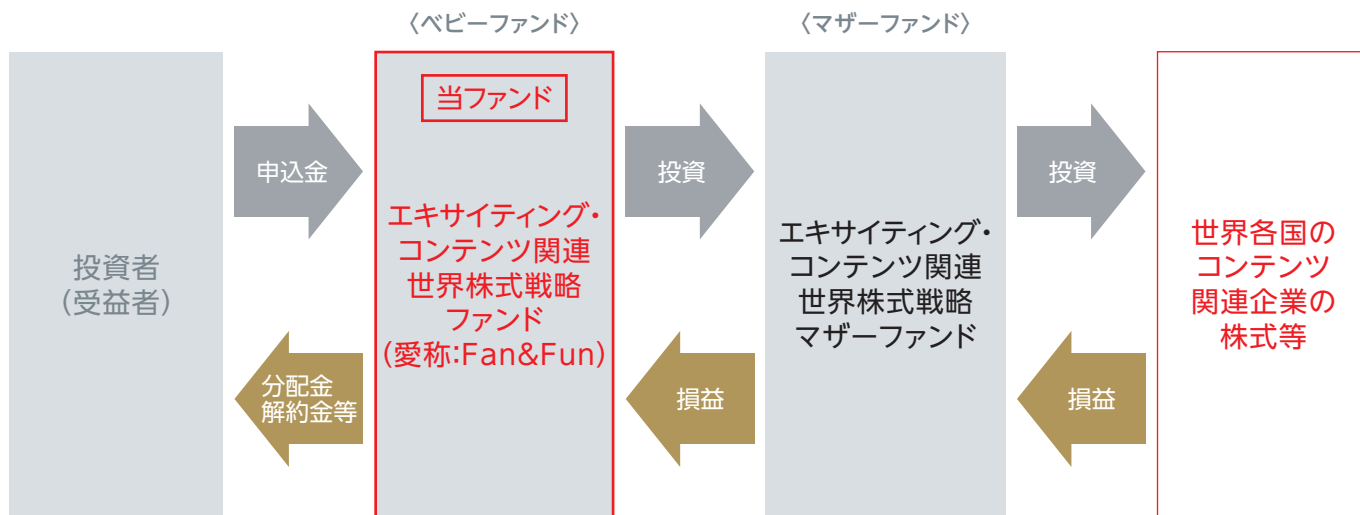 〈ベビーファンド〉
〈マザーファンド〉
投資者
(受益者)
申込金
分配金
解約金等
当ファンド
エキサイティング・
コンテンツ関連
世界株式戦略
ファンド
(愛称:Fan&Fun)
投資
損益
エキサイティング・
コンテンツ関連
世界株式戦略
マザーファンド
投資
損益
世界各国の
コンテンツ
関連企業の
株式等